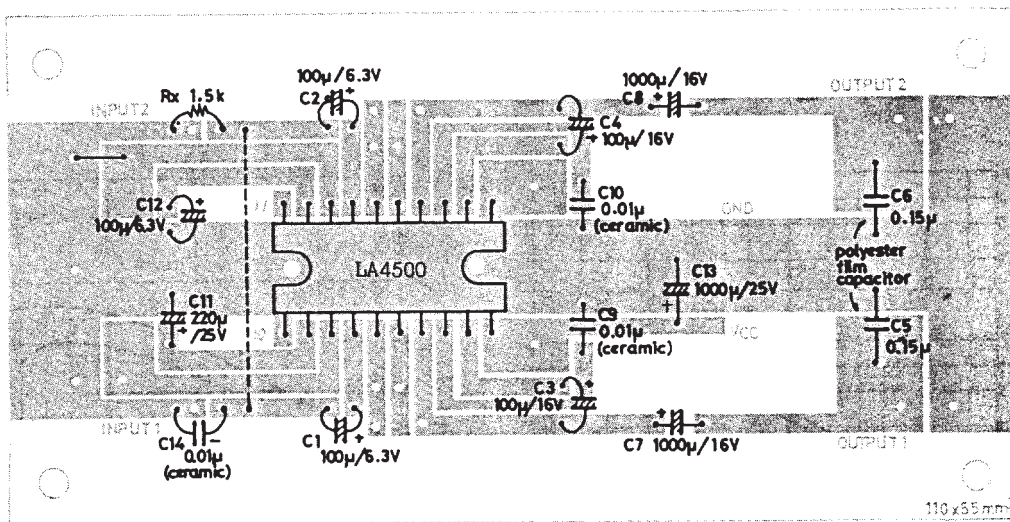 100µ/6.3V
C2
+
1000µ/16V
C8
+
OUTPUT2
Rx 1.5k
INPUT2
C4
+
100µ/16V
C12
+
100µ/6.3V
C10
0.01µ
(ceramic)
GND
C6
0.15µ
LA4500
polyester
film
capacitor
C13
1000µ/25V
+
C11
220µ
+ /25V
C9
0.01µ
(ceramic)
VCC
C5
0.15µ
C3
+
100µ/16V
INPUT1
C14
0.01µ
(ceramic)
C1
+
100µ/6.3V
+
C7 1000µ/16V
OUTPUT1
110x65mm²